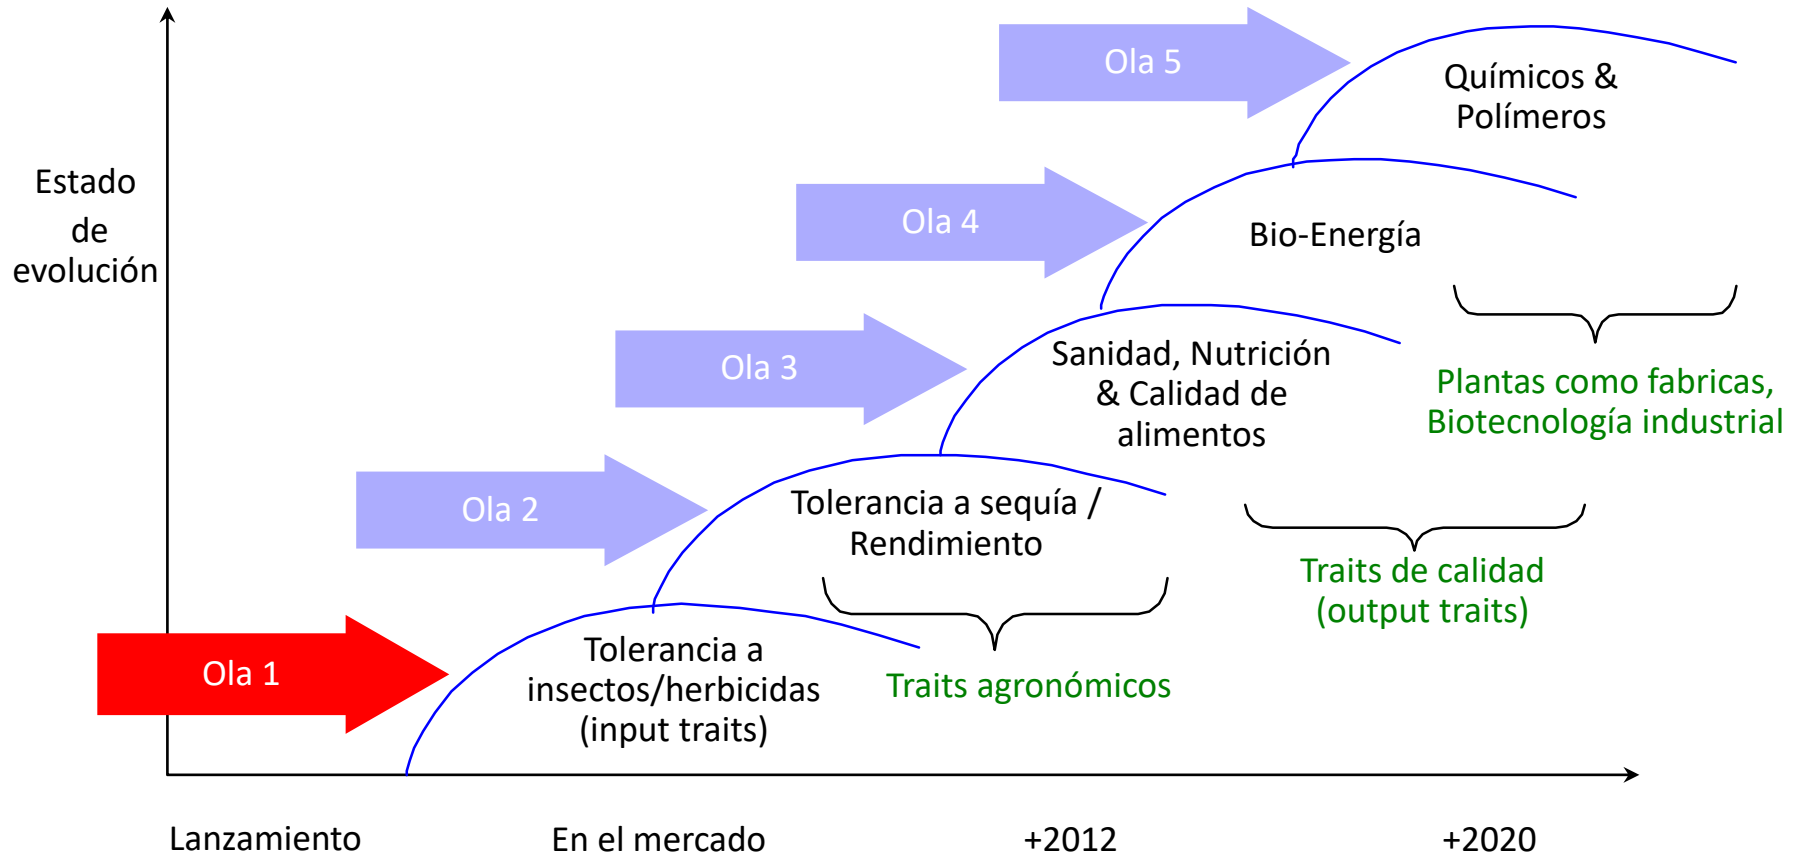 Ola 5
Químicos &
Polímeros
Estado
de
evolución
Ola 4
Bio-Energía
Ola 3
Sanidad, Nutrición
& Calidad de
alimentos
Plantas como fabricas,
Biotecnología industrial
Ola 2
Tolerancia a sequía /
Rendimiento
Traits de calidad
(output traits)
Ola 1
Tolerancia a
insectos/herbicidas
(input traits)
Traits agronómicos
Lanzamiento
En el mercado
+2012
+2020